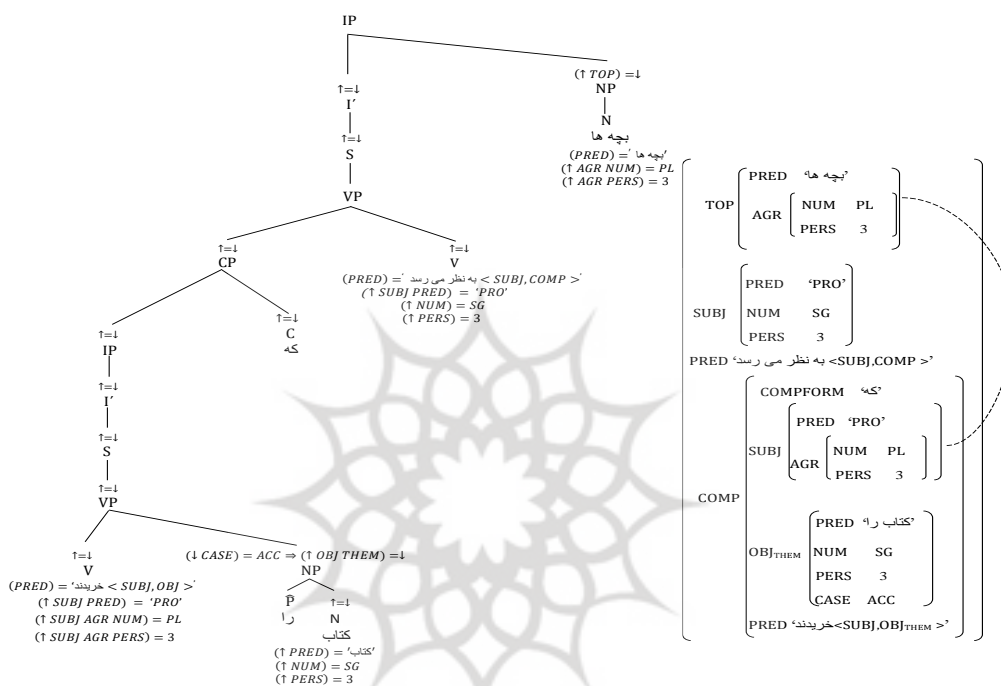 IP
↑=↓
I′
↑=↓
S
VP
↑=↓
CP
↑=↓
IP
↑=↓
I′
↑=↓
S
↑=↓
VP
↑=↓
V
(PRED) = ‘خریدند < SUBJ, OBJ >’
(↑ SUBJ PRED) = ‘PRO’
(↑ SUBJ AGR NUM) = PL
(↑ SUBJ AGR PERS) = 3
(↓ CASE) = ACC ⇒ (↑ OBJ THEM) =↓
NP
P
را
↑=↓
N
کتاب
(↑ PRED) = ‘کتاب’
(↑ NUM) = SG
(↑ PERS) = 3
↑=↓
C
که
↑=↓
V
(PRED) = ‘به نظر می رسد < SUBJ, COMP >’
(↑ SUBJ PRED) = ‘PRO’
(↑ NUM) = SG
(↑ PERS) = 3
(↑ TOP) =↓
NP
N
بچه ها
(PRED) = ‘بچه ها’
(↑ AGR NUM) = PL
(↑ AGR PERS) = 3
PRED ‘بچه ها’
TOP
AGR
NUM PL
PERS 3
PRED ‘PRO’
SUBJ
NUM SG
PERS 3
PRED ‘به نظر می رسد <SUBJ,COMP >’
COMP
COMPFORM ‘که’
PRED ‘PRO’
SUBJ
AGR
NUM PL
PERS 3
PRED ‘کتاب را’
OBJTHEM
NUM SG
PERS 3
CASE ACC
PRED ‘خریدند<SUBJ,OBJTHEM >’